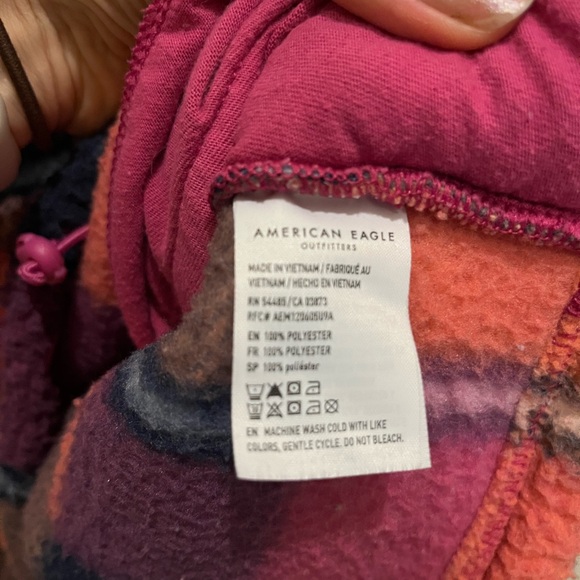 AMERICAN EAGLE
OUTFITTERS
MADE IN VIETNAM / FABRIQUÉ AU
VIETNAM / HECHO EN VIETNAM
RN 54485/CA 03873
RFC# AEM120605U9A
EN 100% POLYESTER
FR 100% POLYESTER
SP 100% poliéster
EN MACHINE WASH COLD WITH LIKE
COLORS, GENTLE CYCLE. DO NOT BLEACH.